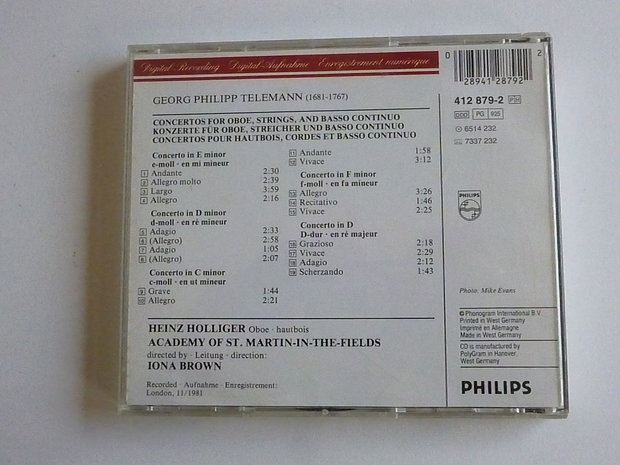 Digital Recording · Digital-Aufnahme · Enregistrement numérique
GEORG PHILIPP TELEMANN (1681-1767)
CONCERTOS FOR OBOE, STRINGS, AND BASSO CONTINUO
KONZERTE FÜR OBOE, STREICHER UND BASSO CONTINUO
CONCERTOS POUR HAUTBOIS, CORDES ET BASSO CONTINUO
Concerto in E minor
e-moll · en mi mineur
1 Andante 2:30
2 Allegro molto 2:39
3 Largo 3:59
4 Allegro 2:16
Concerto in D minor
d-moll · en ré mineur
5 Adagio 2:33
6 (Allegro) 2:58
7 Adagio 1:05
8 (Allegro) 2:07
Concerto in C minor
c-moll · en ut mineur
9 Grave 1:44
10 Allegro 2:21
11 Andante 1:58
12 Vivace 3:12
Concerto in F minor
f-moll · en fa mineur
13 Allegro 3:26
14 Recitativo 1:46
15 Vivace 2:25
Concerto in D
D-dur · en ré majeur
16 Grazioso 2:18
17 Vivace 2:29
18 Adagio 2:12
19 Scherzando 1:43
HEINZ HOLLIGER Oboe · hautbois
ACADEMY OF ST. MARTIN-IN-THE-FIELDS
directed by · Leitung · direction:
IONA BROWN
Recorded · Aufnahme · Enregistrement:
London, 11/1981
0 28941 28792 2
412 879-2 PH
DDD PG 925
6514 232
7337 232
PHILIPS
Photo: Mike Evans
℗ Phonogram International B.V.
Printed in West Germany
Imprimé en Allemagne
Made in West Germany
CD is manufactured by
PolyGram in Hanover,
West Germany
PHILIPS